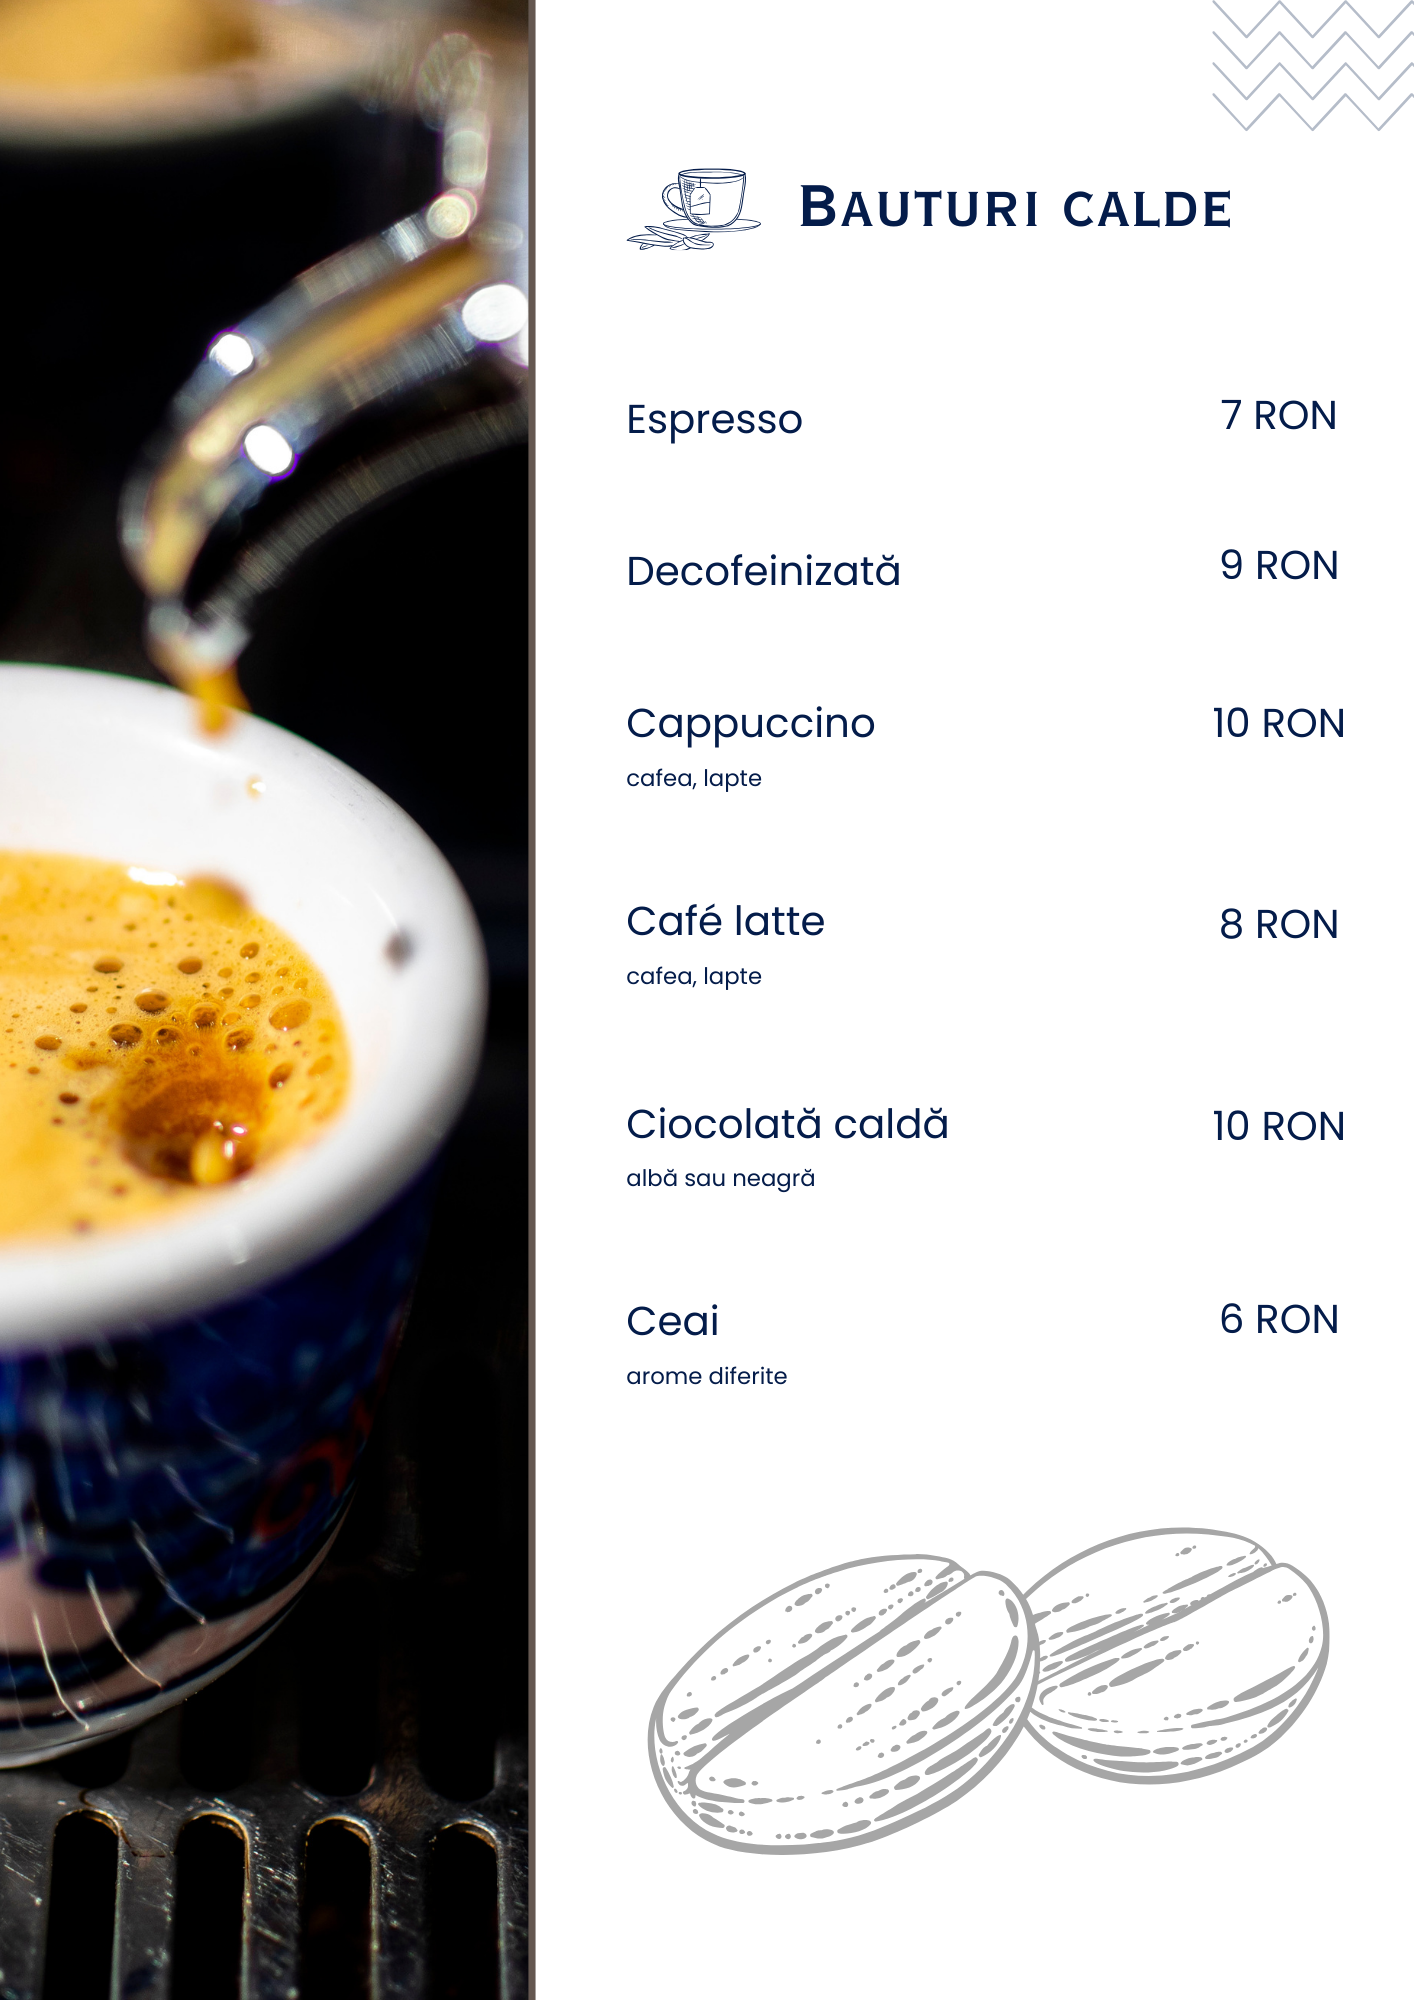 BAUTURI CALDE
Espresso 7 RON
Decofeinizată 9 RON
Cappuccino 10 RON
cafea, lapte
Café latte 8 RON
cafea, lapte
Ciocolată caldă 10 RON
albă sau neagră
Ceai 6 RON
arome diferite